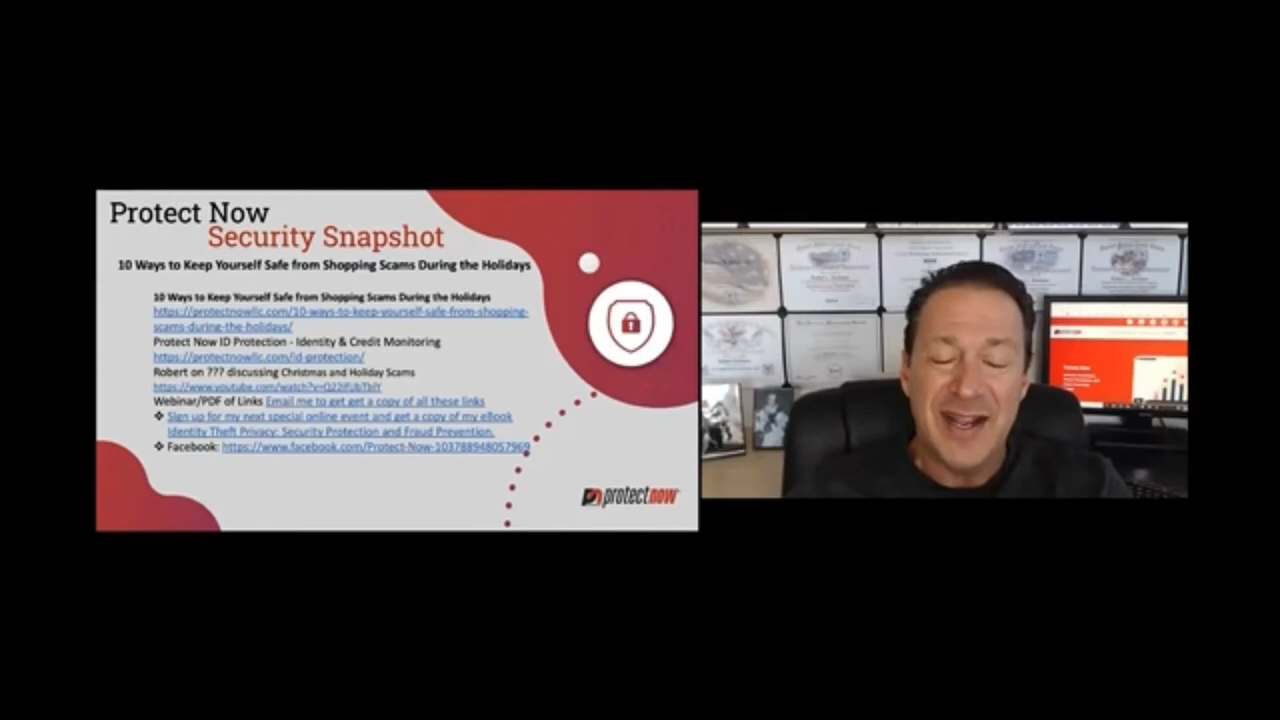 Protect Now
Security Snapshot
10 Ways to Keep Yourself Safe from Shopping Scams During the Holidays
10 Ways to Keep Yourself Safe from Shopping Scams During the Holidays
https://protectnowllc.com/10-ways-to-keep-yourself-safe-from-shopping-
scams-during-the-holidays/
Protect Now ID Protection - Identity & Credit Monitoring
https://protectnowllc.com/id-protection/
Robert on ??? discussing Christmas and Holiday Scams
Webinar/PDF of Links Email me to get get a copy of all these links
❖ Sign up for my next special online event and get a copy of my eBook
Identity Theft Privacy: Security Protection and Fraud Prevention.
❖ Facebook: https://www.facebook.com/Protect-Now-103788948057969
protectnow